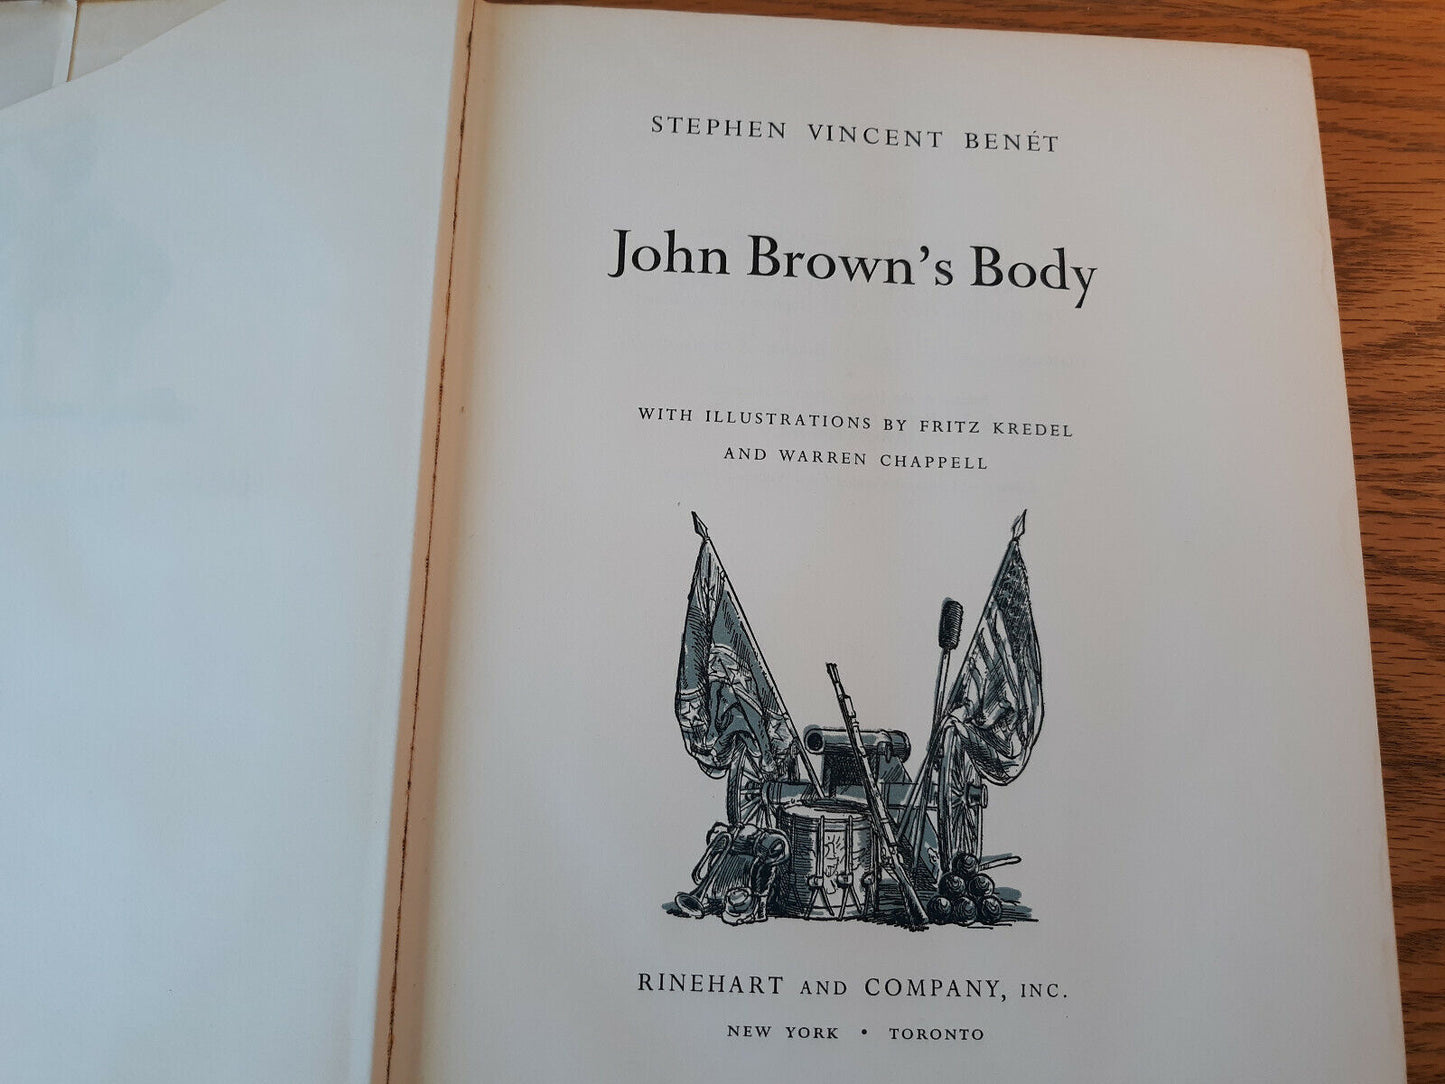 STEPHEN VINCENT BENÉT
John Brown's Body
WITH ILLUSTRATIONS BY FRITZ KREDEL
AND WARREN CHAPPELL
RINEHART AND COMPANY, INC.
NEW YORK • TORONTO